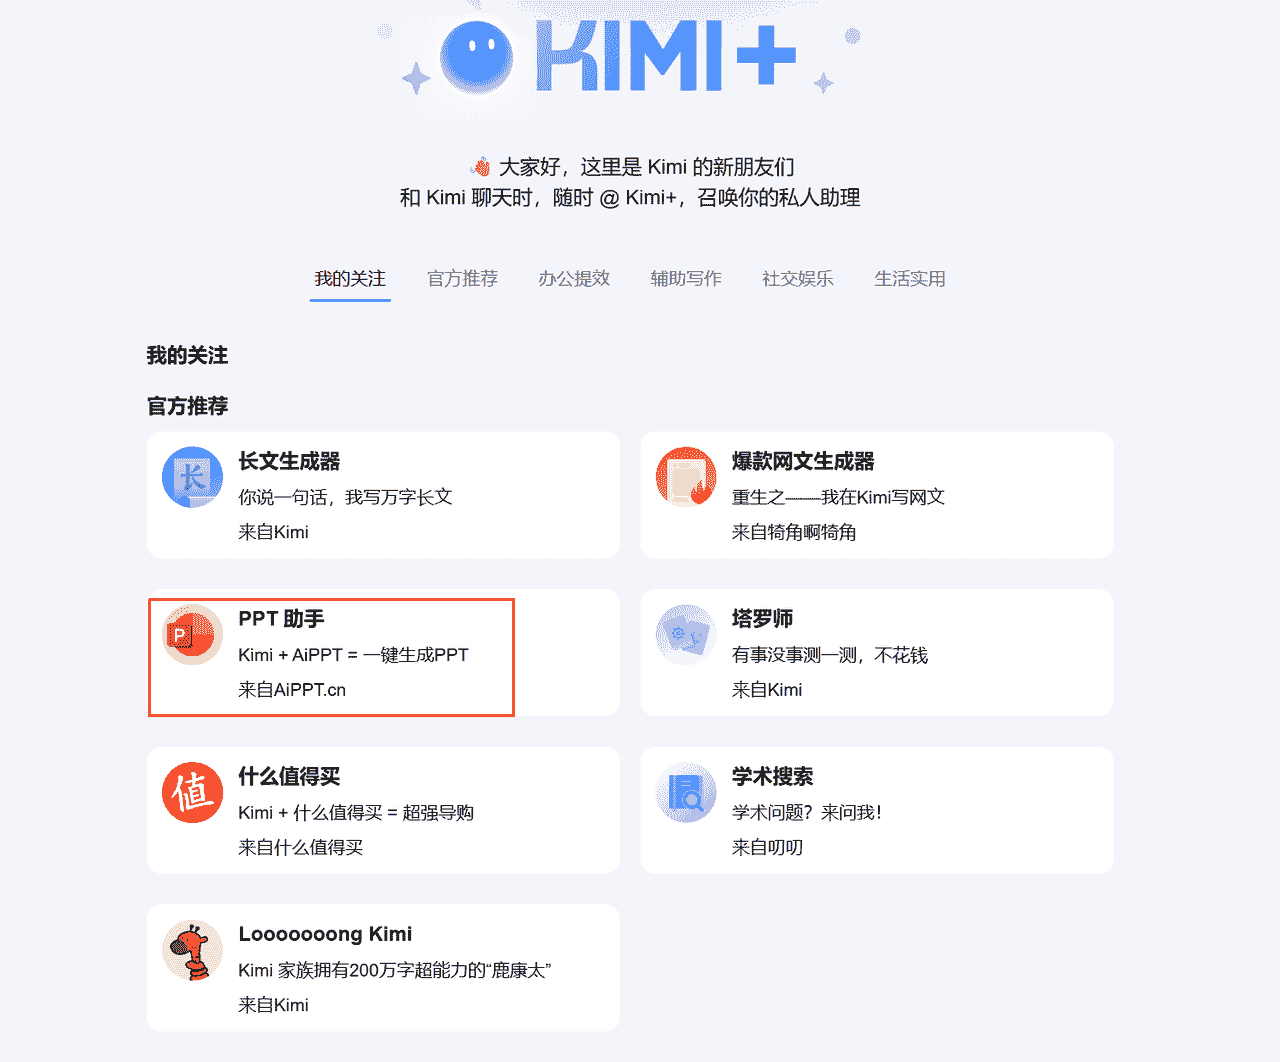 KIMI+
大家好，这里是 Kimi 的新朋友们
和 Kimi 聊天时，随时 @ Kimi+，召唤你的私人助理
我的关注 官方推荐 办公提效 辅助写作 社交娱乐 生活实用
我的关注
官方推荐
长
长文生成器
你说一句话，我写万字长文
来自Kimi
爆款网文生成器
重生之——我在Kimi写网文
来自犄角啊犄角
P
PPT 助手
Kimi + AiPPT = 一键生成PPT
来自AiPPT.cn
塔罗师
有事没事测一测，不花钱
来自Kimi
值
什么值得买
Kimi + 什么值得买 = 超强导购
来自什么值得买
学术搜索
学术问题？来问我！
来自叨叨
Looooooong Kimi
Kimi 家族拥有200万字超能力的“鹿康太”
来自Kimi